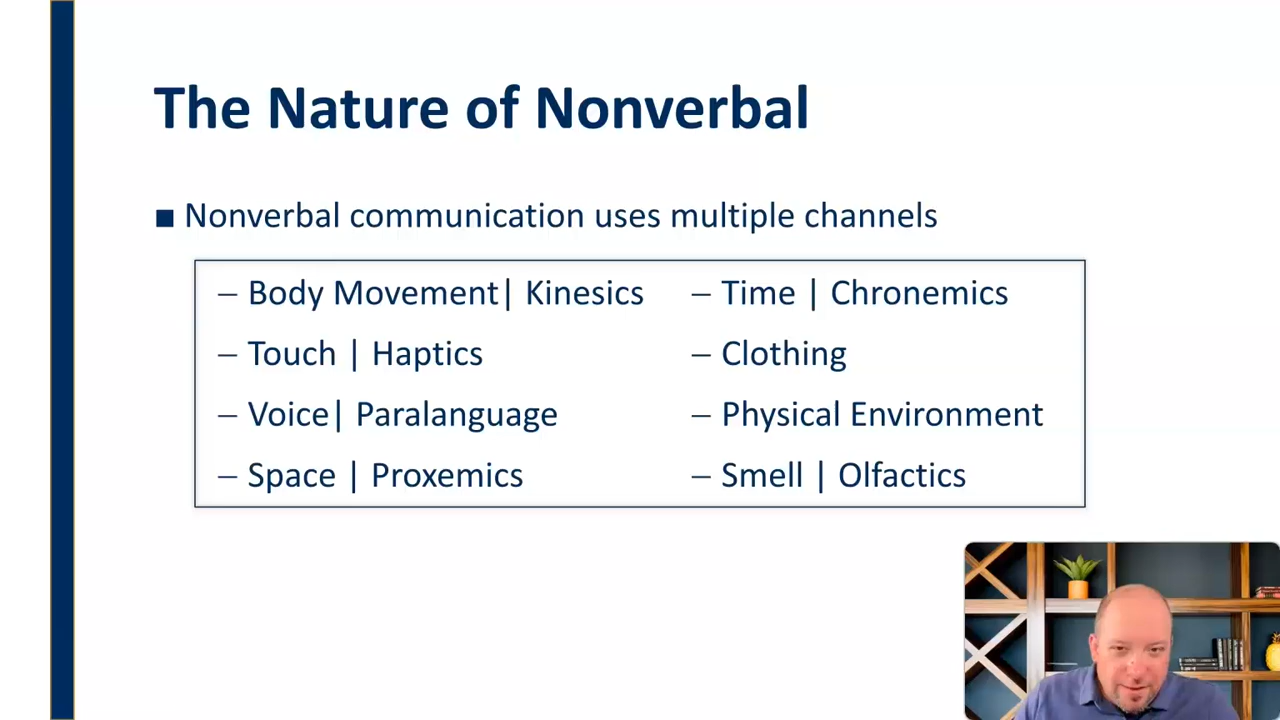 The Nature of Nonverbal
■ Nonverbal communication uses multiple channels
– Body Movement| Kinesics
– Touch | Haptics
– Voice| Paralanguage
– Space | Proxemics
– Time | Chronemics
– Clothing
– Physical Environment
– Smell | Olfactics